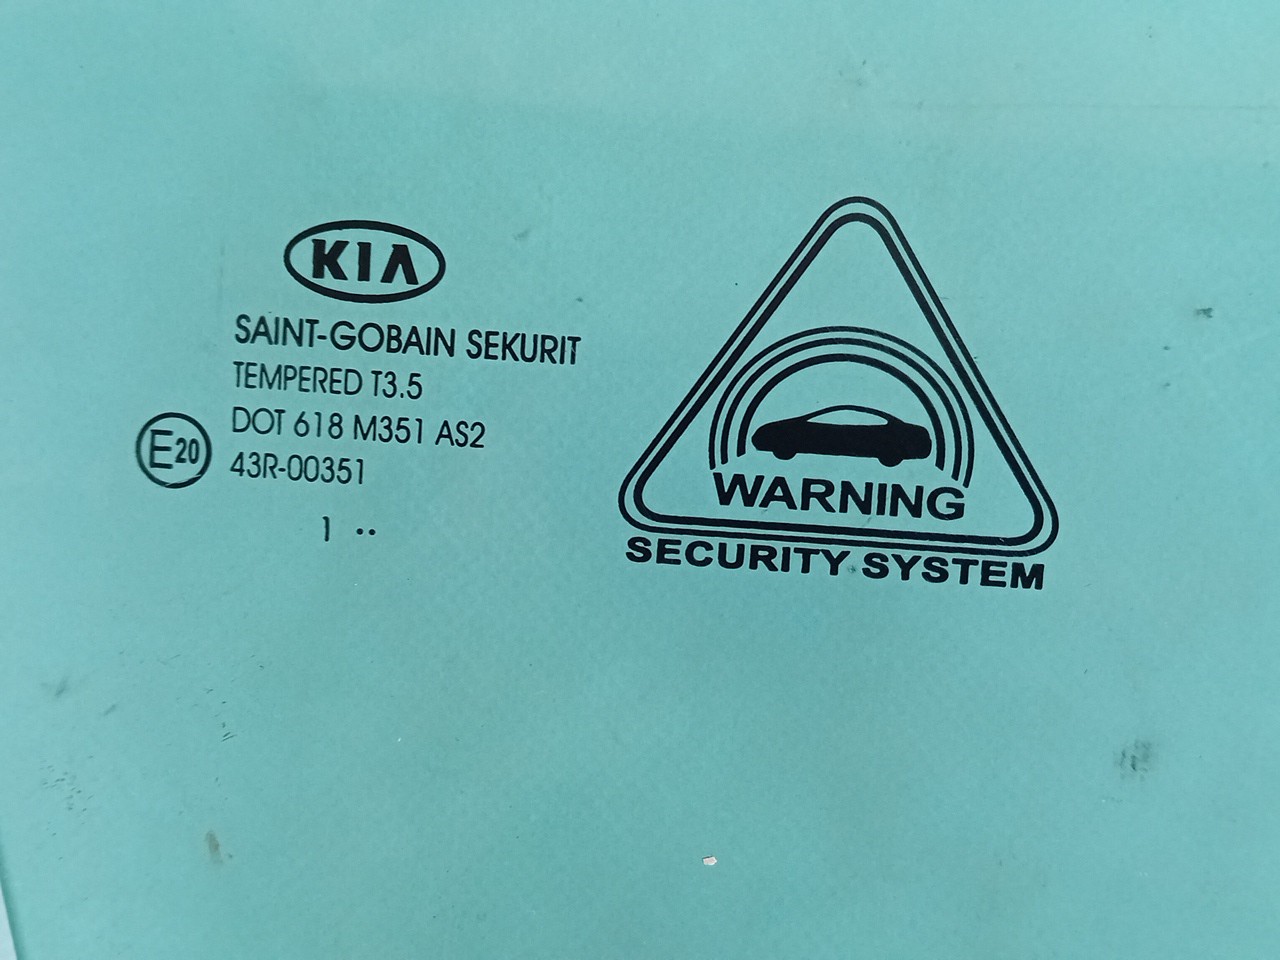 KIA
SAINT-GOBAIN SEKURIT
TEMPERED T3.5
DOT 618 M351 AS2
E20
43R-00351
1 ..
WARNING
SECURITY SYSTEM